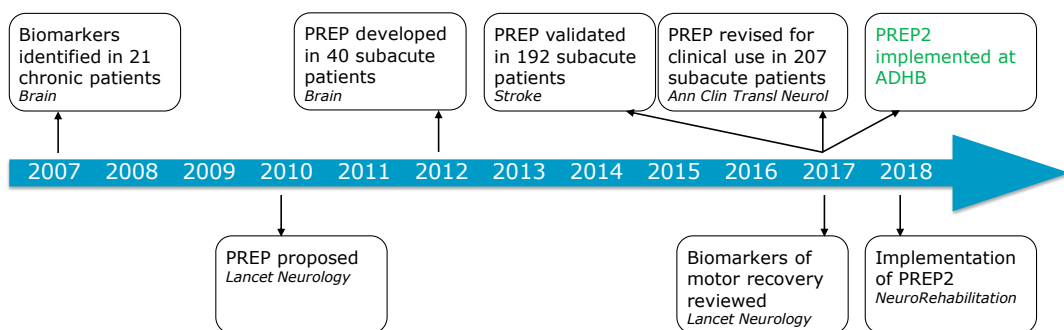 Biomarkers
identified in 21
chronic patients
Brain
PREP developed
in 40 subacute
patients
Brain
PREP validated
in 192 subacute
patients
Stroke
PREP revised for
clinical use in 207
subacute patients
Ann Clin Transl Neurol
PREP2
implemented at
ADHB
2007 2008 2009 2010 2011 2012 2013 2014 2015 2016 2017 2018
PREP proposed
Lancet Neurology
Biomarkers of
motor recovery
reviewed
Lancet Neurology
Implementation
of PREP2
NeuroRehabilitation